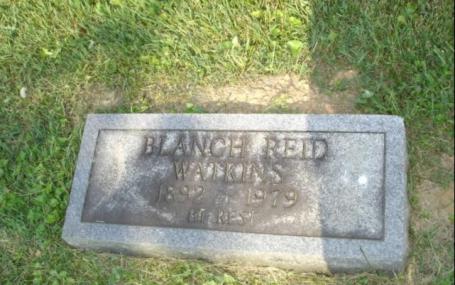 BLANCH REID
WATKINS
1892 - 1979
AT REST